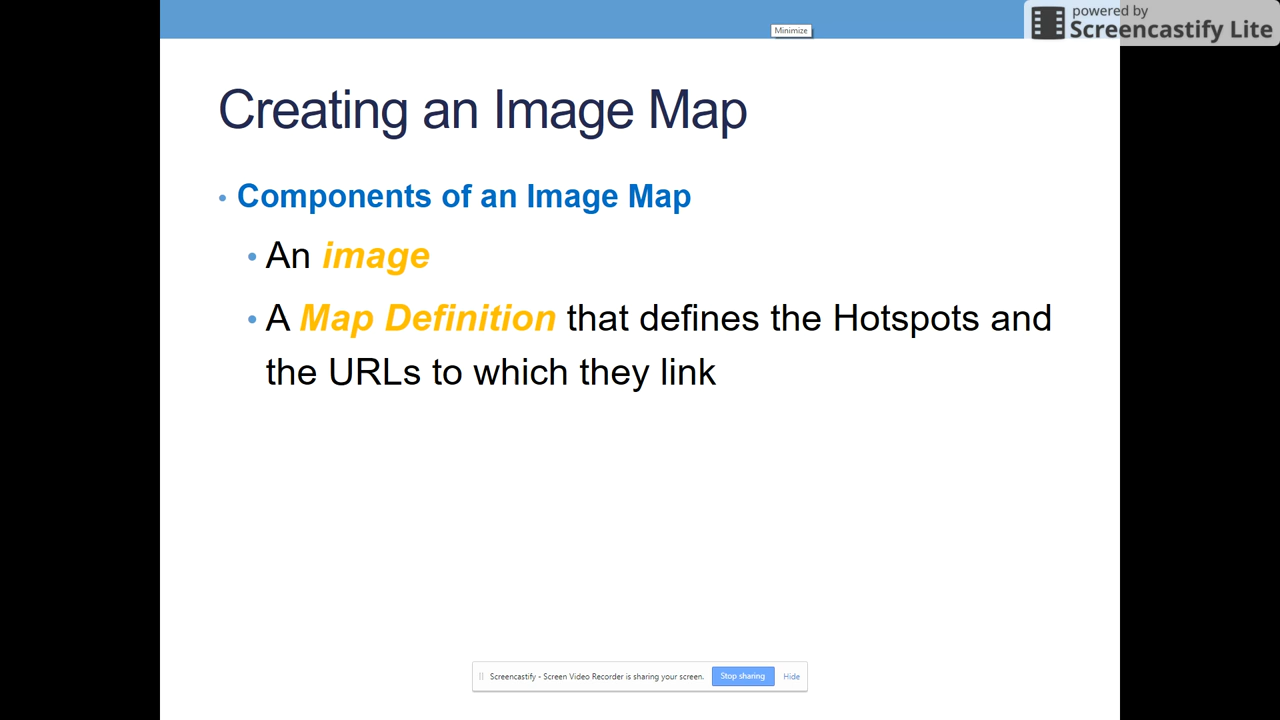 powered by
Screencastify Lite
Minimize
Creating an Image Map
• Components of an Image Map
• An image
• A Map Definition that defines the Hotspots and
the URLs to which they link
Screencastify - Screen Video Recorder is sharing your screen. Stop sharing Hide